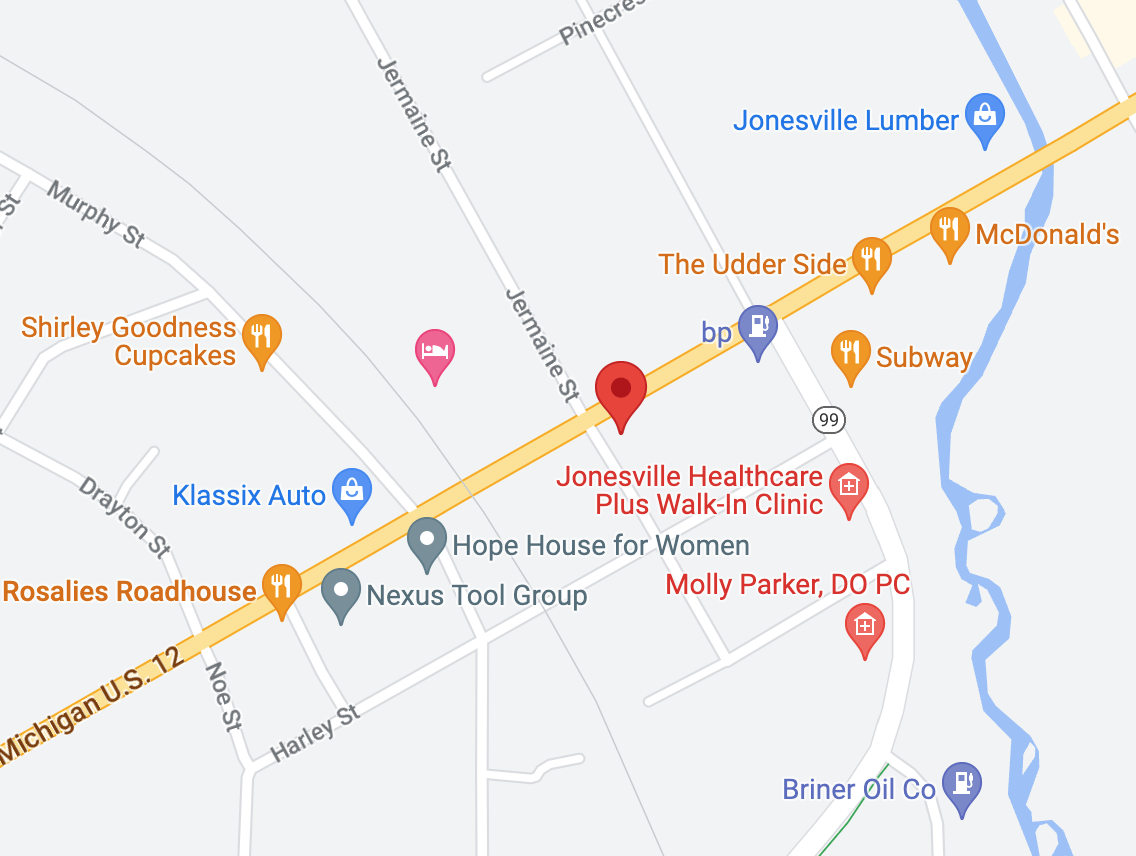 Pinecres
Jermaine St
Jonesville Lumber
Murphy St
St
McDonald's
The Udder Side
Jermaine St
Shirley Goodness
Cupcakes
bp
Subway
99
Jonesville Healthcare
Plus Walk-In Clinic
Klassix Auto
Drayton St
Hope House for Women
Molly Parker, DO PC
Rosalies Roadhouse
Nexus Tool Group
Michigan U.S. 12
Noe St
Harley St
Briner Oil Co